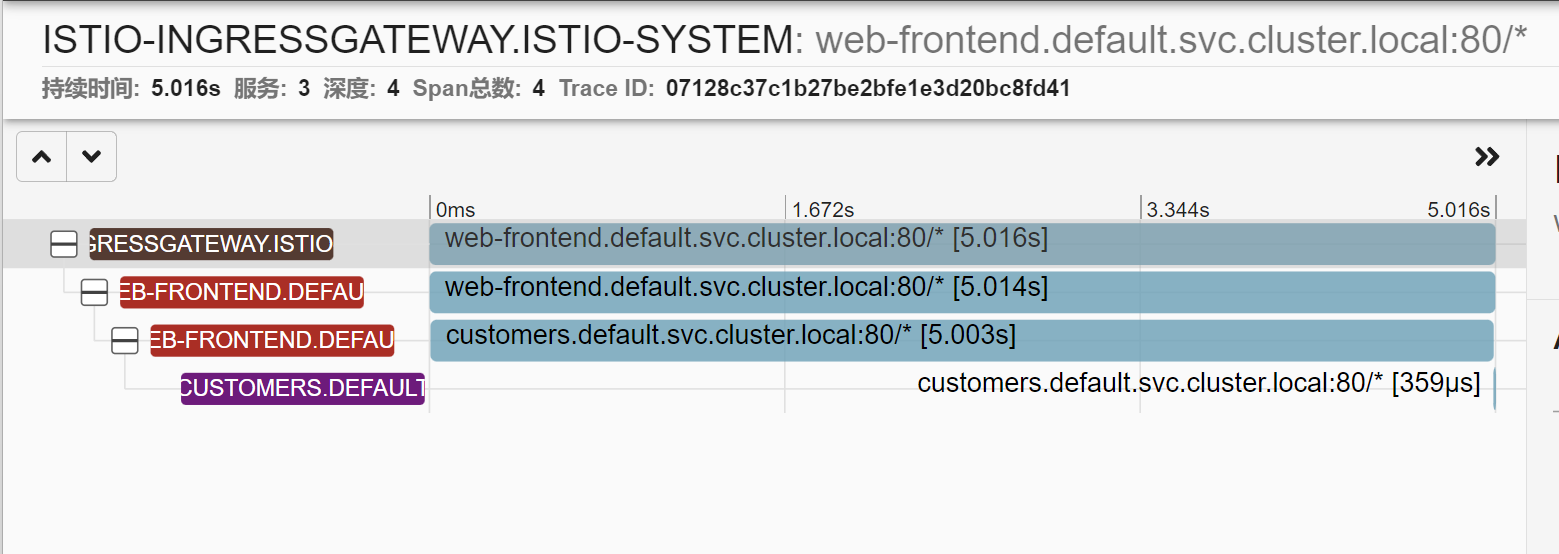 ISTIO-INGRESSGATEWAY.ISTIO-SYSTEM: web-frontend.default.svc.cluster.local:80/*
持续时间: 5.016s 服务: 3 深度: 4 Span总数: 4 Trace ID: 07128c37c1b27be2bfe1e3d20bc8fd41
0ms 1.672s 3.344s 5.016s
GRESSGATEWAY.ISTIO web-frontend.default.svc.cluster.local:80/* [5.016s]
EB-FRONTEND.DEFAU web-frontend.default.svc.cluster.local:80/* [5.014s]
EB-FRONTEND.DEFAU customers.default.svc.cluster.local:80/* [5.003s]
CUSTOMERS.DEFAULT customers.default.svc.cluster.local:80/* [359μs]